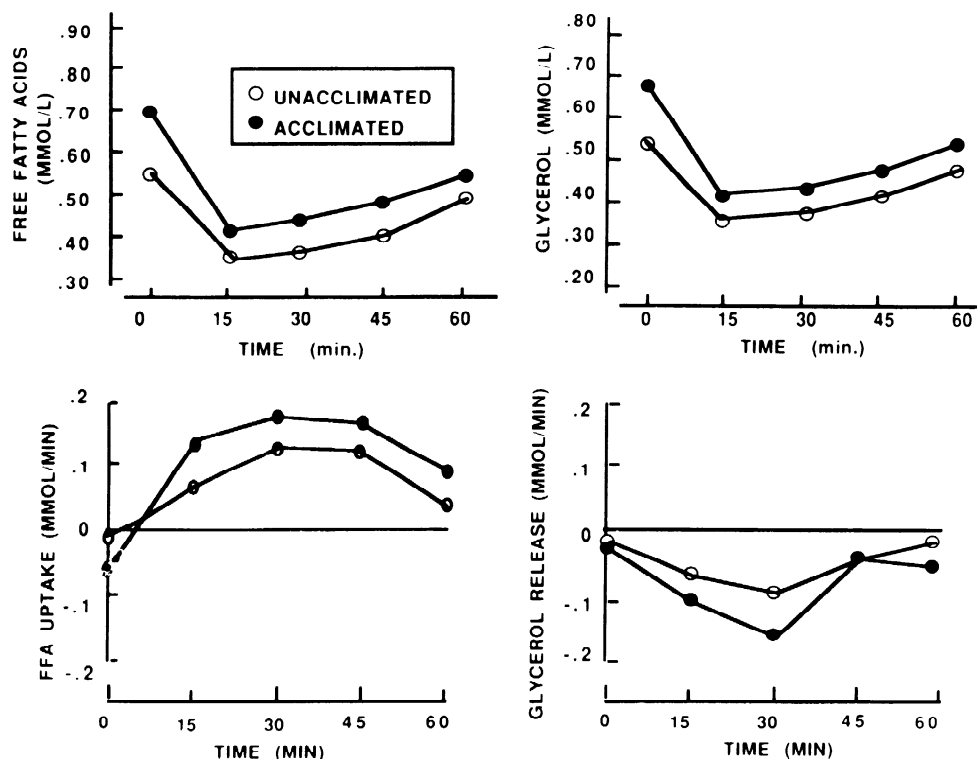 FREE FATTY ACIDS
(MMOL/L)
.90
.80
.70
.60
.50
.40
.30
UNACCLIMATED
ACCLIMATED
0 15 30 45 60
TIME (min.)
GLYCEROL (MMOL/L)
.80
.70
.60
.50
.40
.30
.20
0 15 30 45 60
TIME (min.)
FFA UPTAKE (MMOL/MIN)
.2
0.1
0
-.1
-.2
0 15 30 45 60
TIME (MIN)
GLYCEROL RELEASE (MMOL/MIN)
.2
.1
0
-.1
-.2
0 15 30 45 60
TIME (MIN)